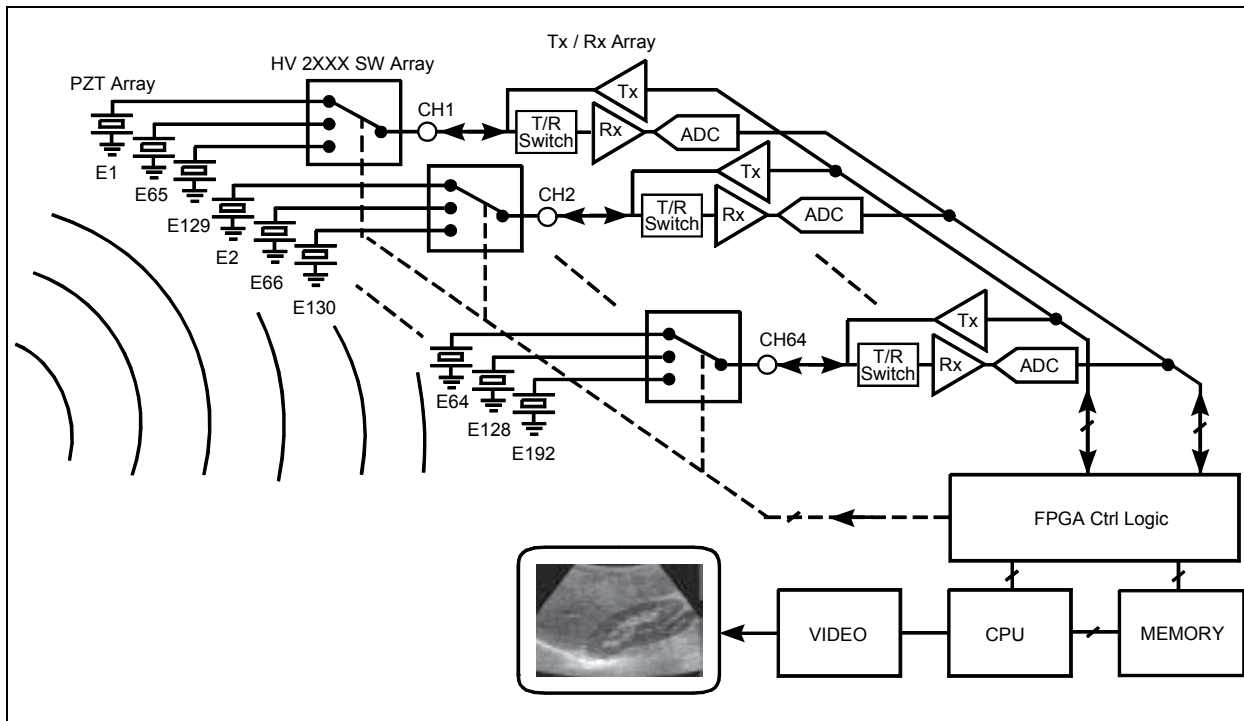 Tx / Rx Array
HV 2XXX SW Array
PZT Array
Tx
CH1
T/R
Switch
Rx
ADC
E1
E65
E129
Tx
CH2
T/R
Switch
Rx
ADC
E2
E66
E130
Tx
CH64
T/R
Switch
Rx
ADC
E64
E128
E192
FPGA Ctrl Logic
VIDEO
CPU
MEMORY